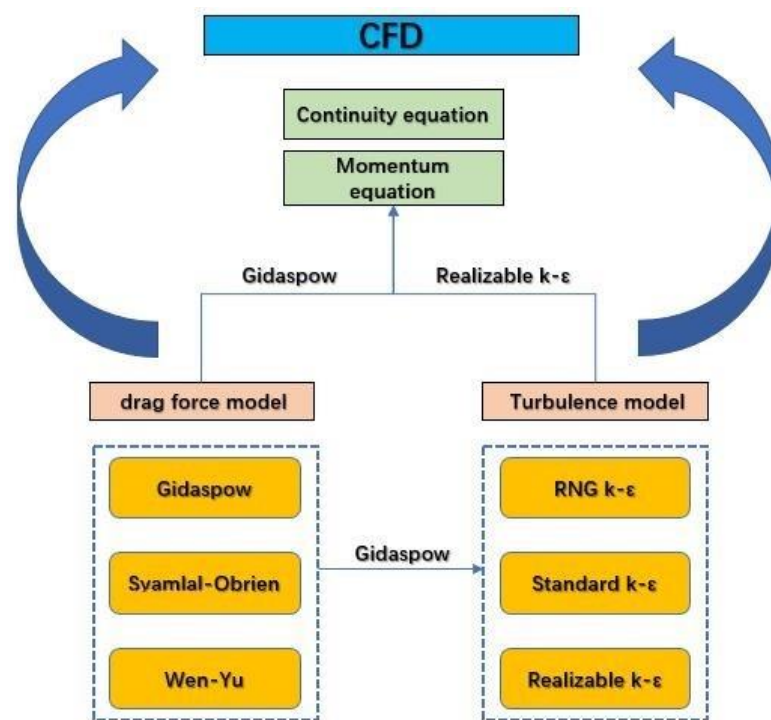 CFD
Continuity equation
Momentum
equation
Gidaspow
Realizable k-ε
drag force model
Turbulence model
Gidaspow
RNG k-ε
Gidaspow
Syamlal-Obrien
Standard k-ε
Wen-Yu
Realizable k-ε